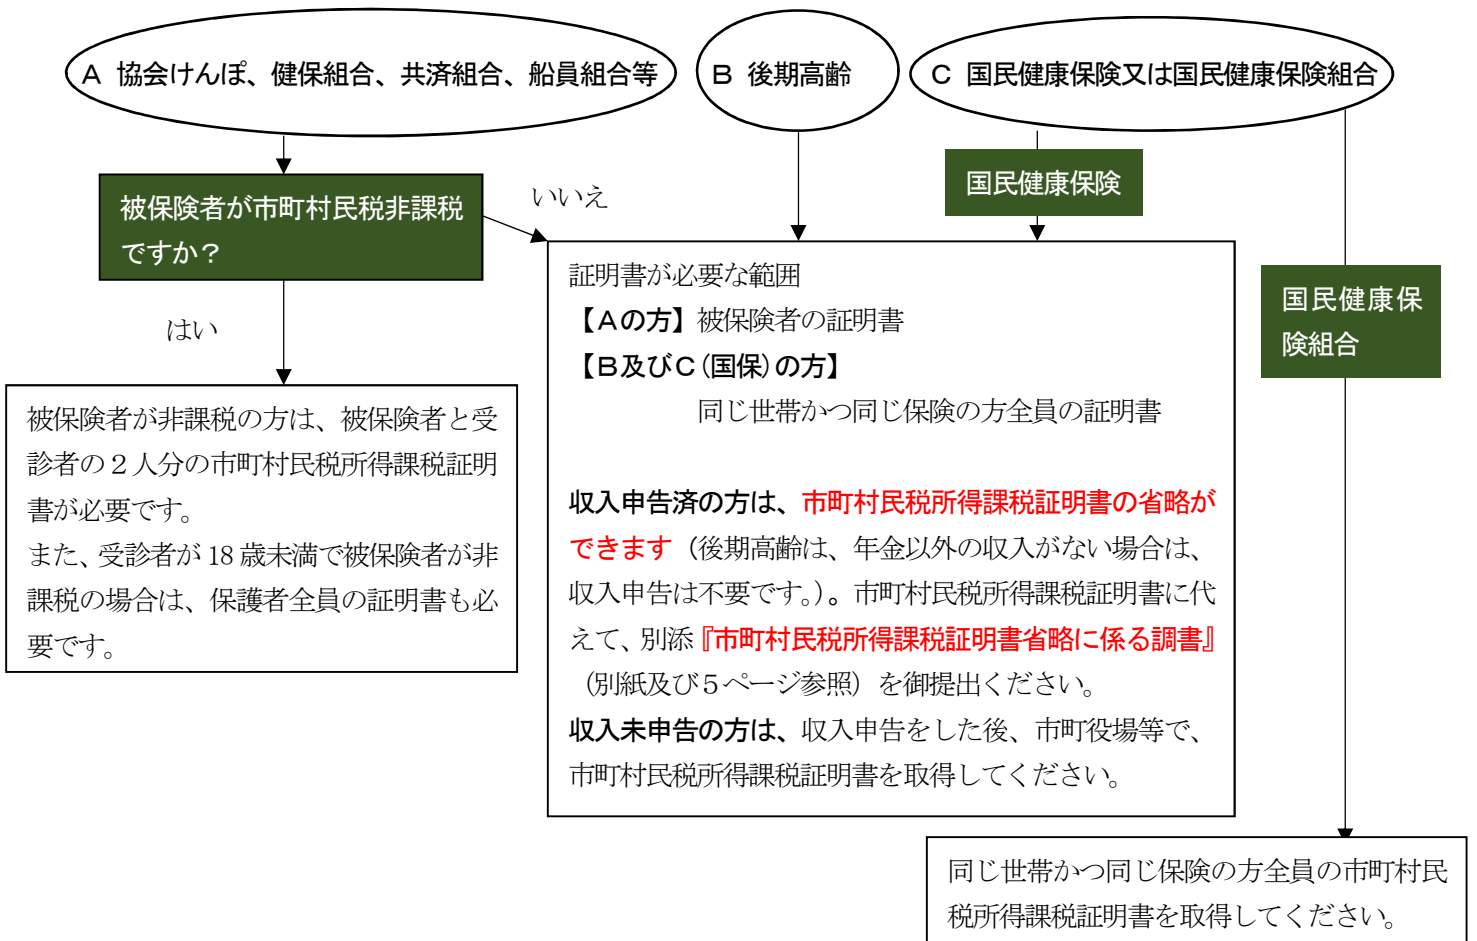 A 協会けんぽ、健保組合、共済組合、船員組合等
B 後期高齢
C 国民健康保険又は国民健康保険組合
被保険者が市町村民税非課税
ですか？
いいえ
はい
国民健康保険
国民健康保
険組合
被保険者が非課税の方は、被保険者と受
診者の２人分の市町村民税所得課税証明
書が必要です。
また、受診者が 18 歳未満で被保険者が非
課税の場合は、保護者全員の証明書も必
要です。
証明書が必要な範囲
【Aの方】被保険者の証明書
【B及びC（国保）の方】
同じ世帯かつ同じ保険の方全員の証明書
収入申告済の方は、市町村民税所得課税証明書の省略が
できます（後期高齢は、年金以外の収入がない場合は、
収入申告は不要です。）。市町村民税所得課税証明書に代
えて、別添『市町村民税所得課税証明書省略に係る調書』
（別紙及び５ページ参照）を御提出ください。
収入未申告の方は、収入申告をした後、市町役場等で、
市町村民税所得課税証明書を取得してください。
同じ世帯かつ同じ保険の方全員の市町村民
税所得課税証明書を取得してください。